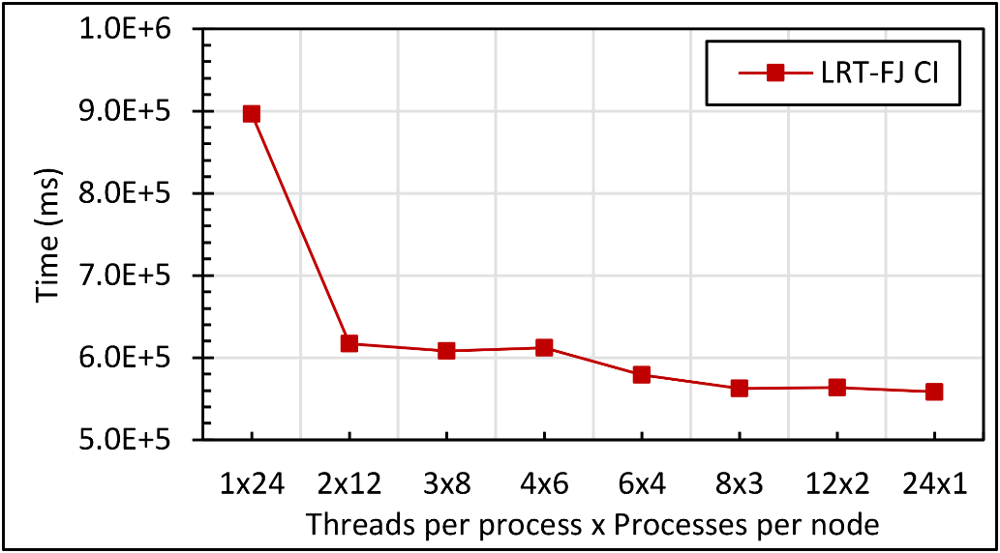 1.0E+6
9.0E+5
8.0E+5
7.0E+5
6.0E+5
5.0E+5
Time (ms)
LRT-FJ CI
1x24 2x12 3x8 4x6 6x4 8x3 12x2 24x1
Threads per process x Processes per node